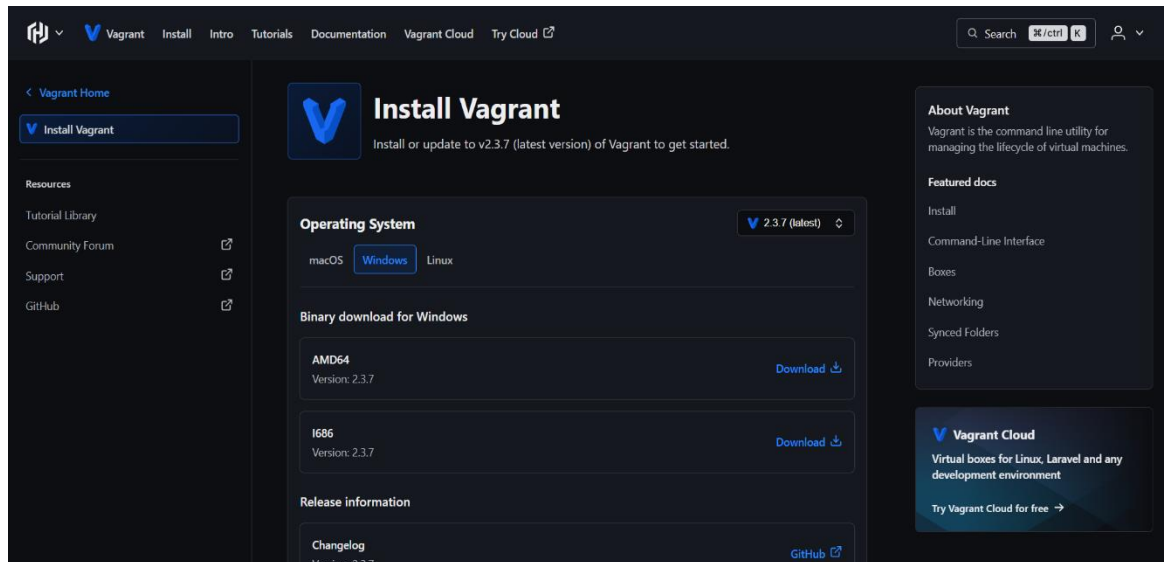 Vagrant Install Intro Tutorials Documentation Vagrant Cloud Try Cloud Search ⌘/ctrl K
Vagrant Home
Install Vagrant
Resources
Tutorial Library
Community Forum
Support
GitHub
Install Vagrant
Install or update to v2.3.7 (latest version) of Vagrant to get started.
Operating System 2.3.7 (latest)
macOS Windows Linux
Binary download for Windows
AMD64
Version: 2.3.7
Download
I686
Version: 2.3.7
Download
Release information
Changelog
GitHub
About Vagrant
Vagrant is the command line utility for
managing the lifecycle of virtual machines.
Featured docs
Install
Command-Line Interface
Boxes
Networking
Synced Folders
Providers
Vagrant Cloud
Virtual boxes for Linux, Laravel and any
development environment
Try Vagrant Cloud for free →